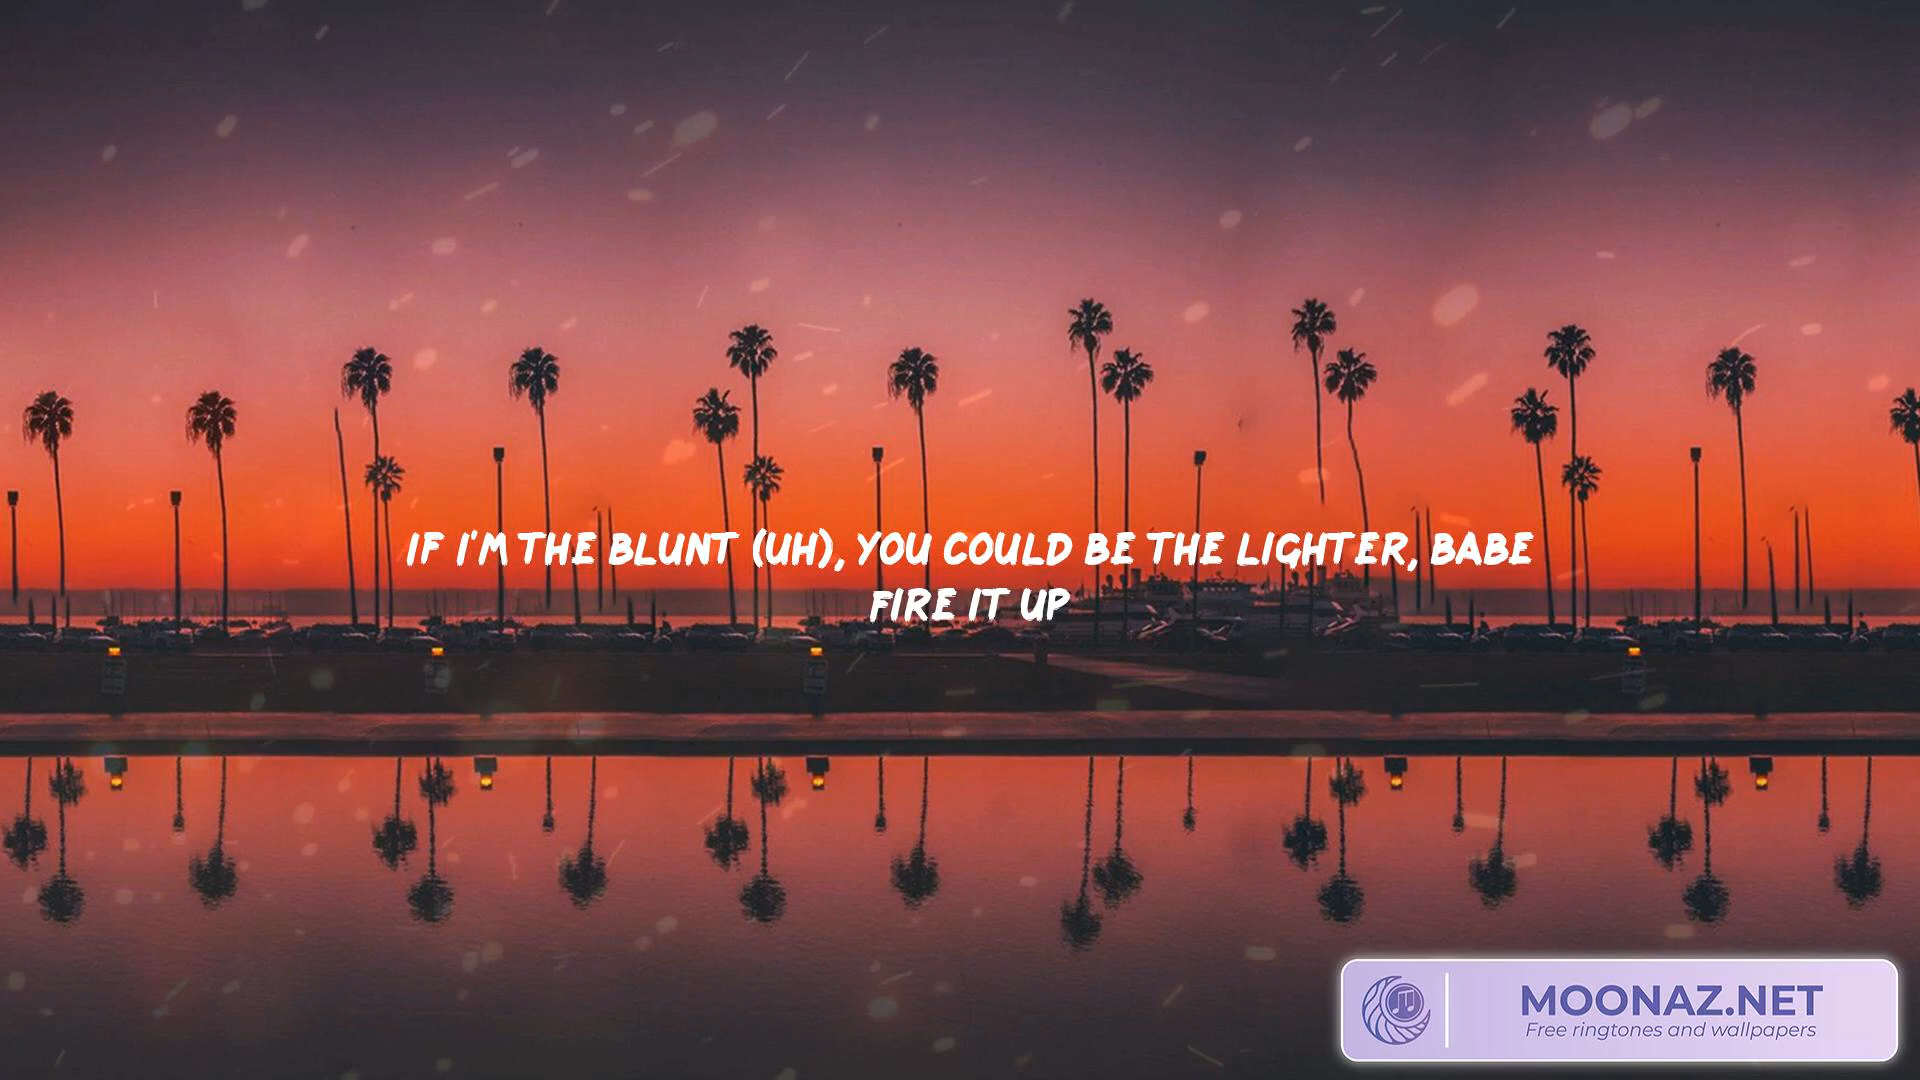 IF I'M THE BLUNT (UH), YOU COULD BE THE LIGHTER, BABE
FIRE IT UP
MOONAZ.NET
Free ringtones and wallpapers